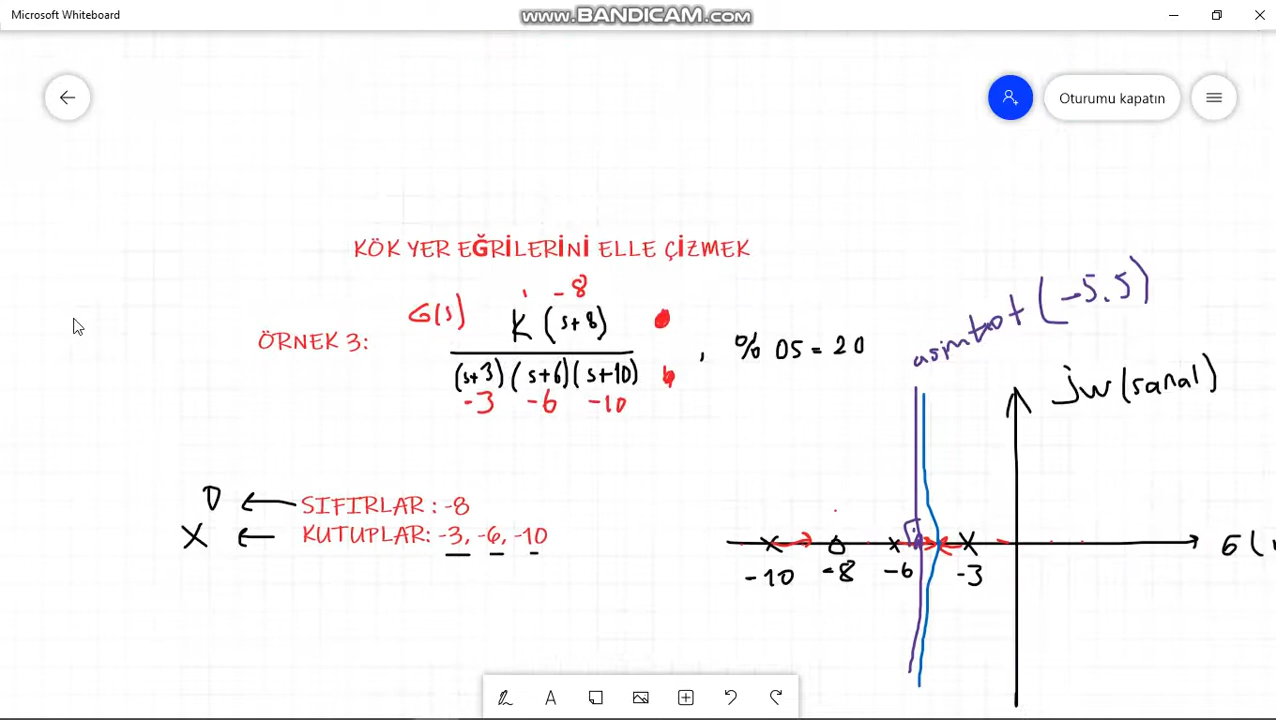 Microsoft Whiteboard
www.BANDICAM.com
Oturumu kapatın
KÖK YER EĞRİLERİNİ ELLE ÇİZMEK
ÖRNEK 3:
G(s)
-8
K (s+8)
(s+3) (s+6) (s+10)
-3 -6 -10
, % OS = 20
asimtot (-5.5)
jw (sanal)
0 ← SIFIRLAR : -8
X ← KUTUPLAR: -3, -6, -10
-10 -8 -6 -3